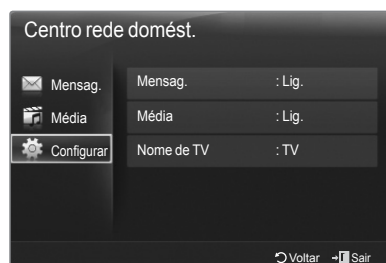 Centro rede domést.
Mensag.
Média
Configurar
Mensag. : Lig.
Média : Lig.
Nome de TV : TV
Voltar Sair